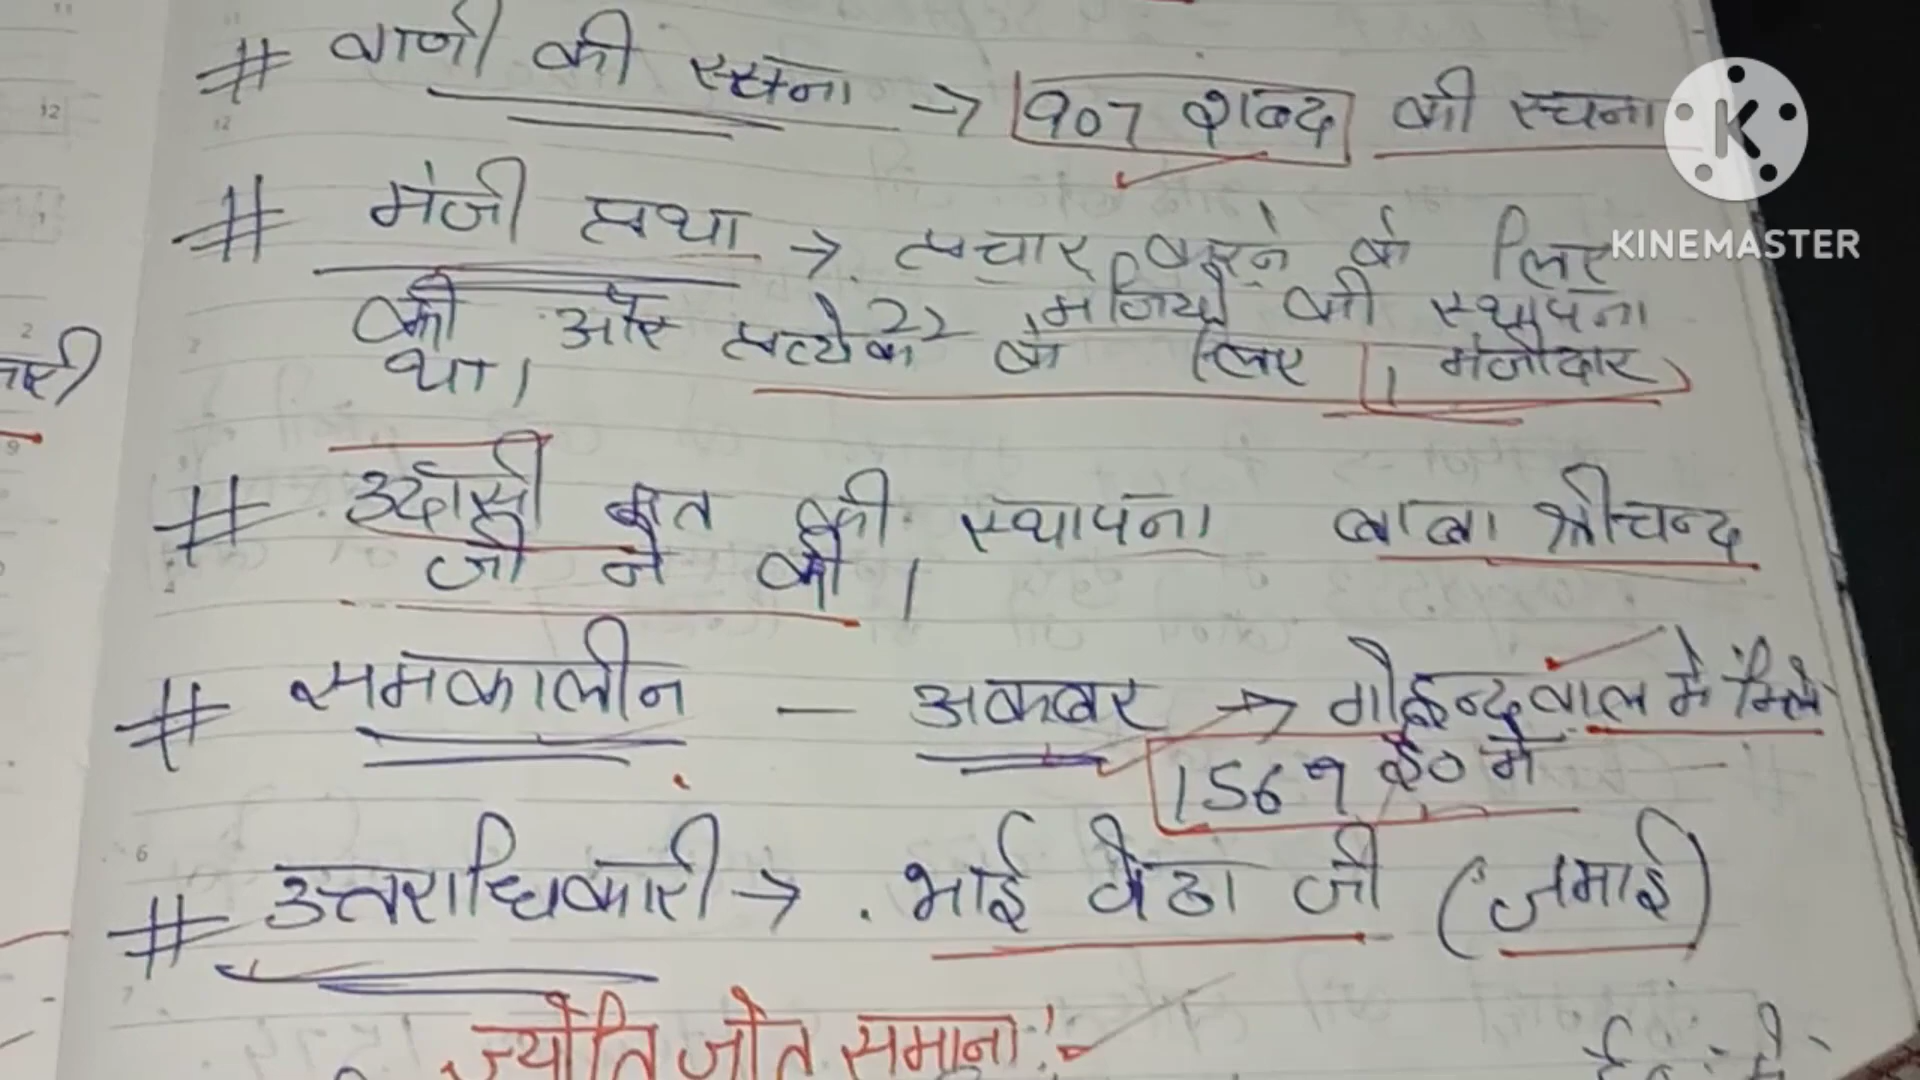 # वाणी की रचना → 907 शब्द की रचना
K
KINEMASTER
# मंजी प्रथा → प्रचार करने के लिए
22 मंजियों की स्थापना
की और प्रत्येक के लिए 1 मंजीदार
था।
# उदासी मत की स्थापना बाबा श्रीचन्द
जी ने की।
# समकालीन – अकबर → गोइन्दवाल में मिले
1569 ई० में
# उत्तराधिकारी → भाई जेठा जी (जमाई)
ज्योति जोत समाना:-